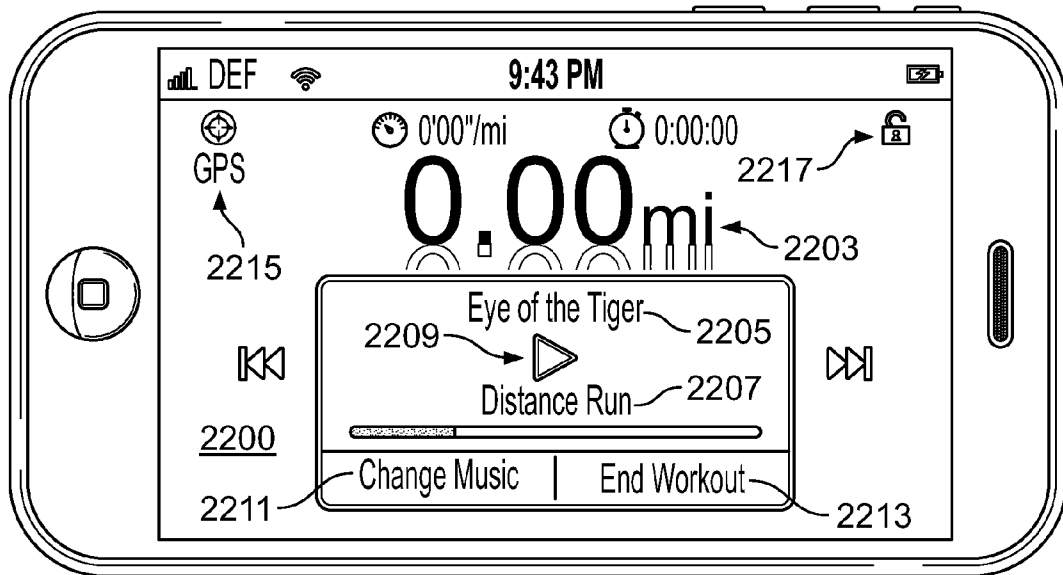 DEF 9:43 PM
GPS 0'00"/mi 0:00:00
2217
0.00mi
2203
2215
Eye of the Tiger
2205
2209
Distance Run
2207
2200
Change Music End Workout
2211
2213